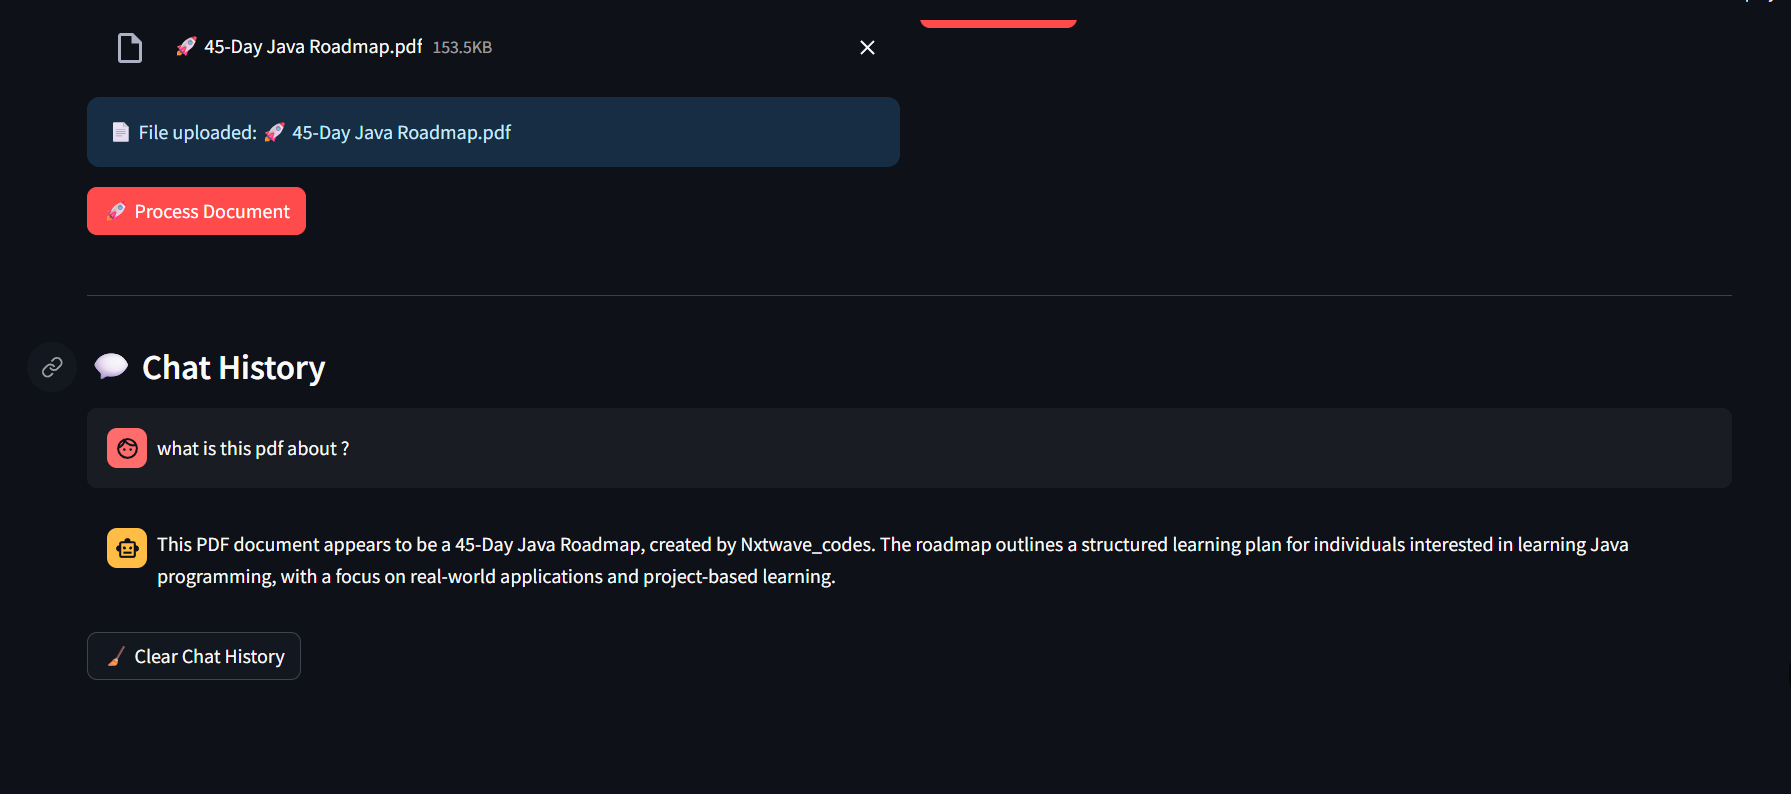 🚀 45-Day Java Roadmap.pdf 153.5KB
📄 File uploaded: 🚀 45-Day Java Roadmap.pdf
🚀 Process Document
💬 Chat History
what is this pdf about ?
This PDF document appears to be a 45-Day Java Roadmap, created by Nxtwave_codes. The roadmap outlines a structured learning plan for individuals interested in learning Java
programming, with a focus on real-world applications and project-based learning.
🧹 Clear Chat History